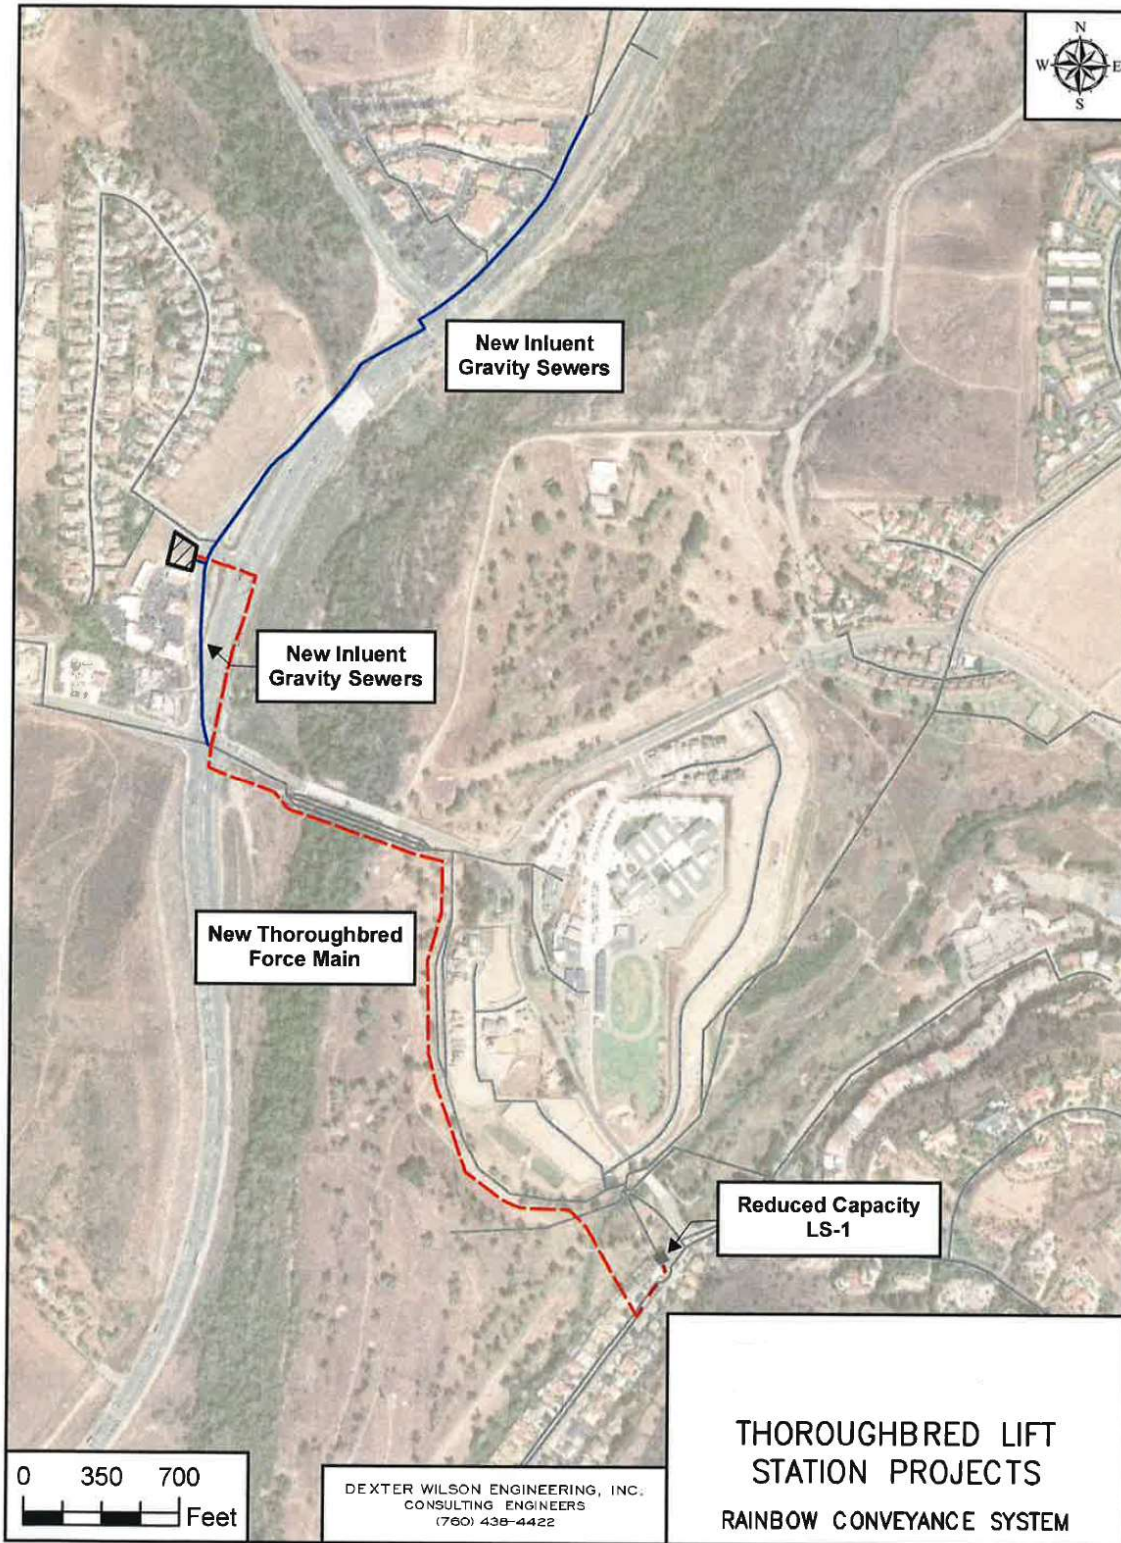 N
W E
S
New Inluent
Gravity Sewers
New Inluent
Gravity Sewers
New Thoroughbred
Force Main
Reduced Capacity
LS-1
0 350 700
Feet
DEXTER WILSON ENGINEERING, INC.
CONSULTING ENGINEERS
(760) 438-4422
THOROUGHBRED LIFT
STATION PROJECTS
RAINBOW CONVEYANCE SYSTEM